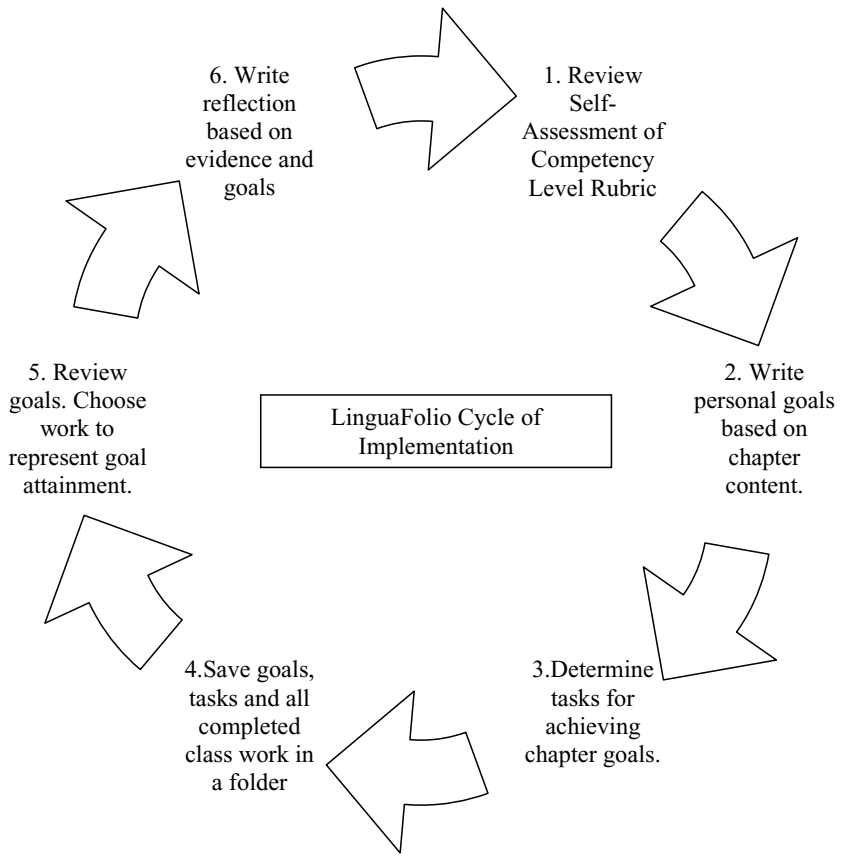 1. Review
Self-
Assessment of
Competency
Level Rubric
2. Write
personal goals
based on
chapter
content.
3.Determine
tasks for
achieving
chapter goals.
4.Save goals,
tasks and all
completed
class work in
a folder
5. Review
goals. Choose
work to
represent goal
attainment.
6. Write
reflection
based on
evidence and
goals
LinguaFolio Cycle of
Implementation